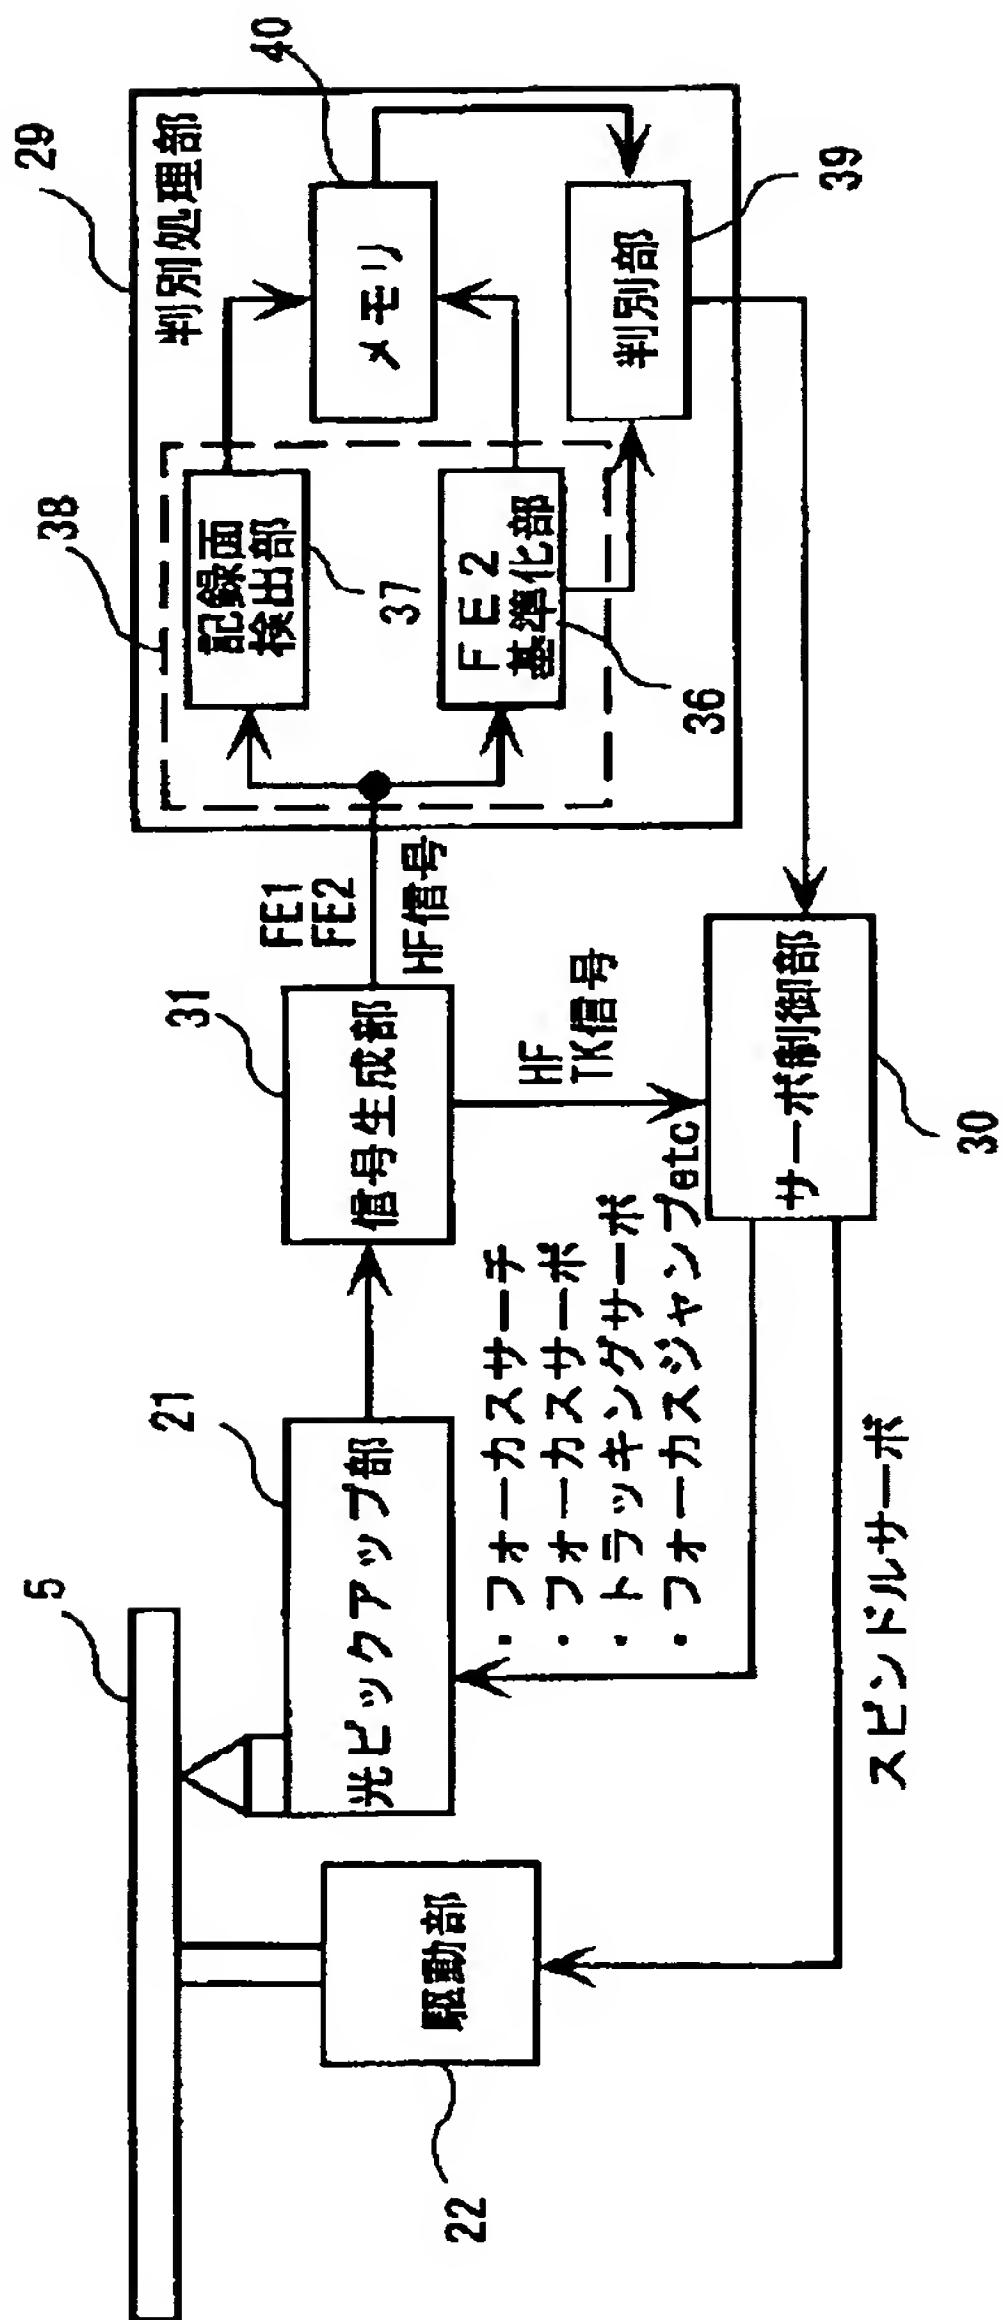 29
判別処理部
38
40
記録面
検出部
37
メモリ
FE2
基準化部
36
判別部
39
FE1
FE2
HF信号
31
信号生成部
HF
TK信号
サーボ制御部
30
5
21
光ピックアップ部
・フォーカスサーチ
・フォーカスサーボ
・トラッキングサーボ
・フォーカスジャンプetc
駆動部
22
スピンドルサーボ